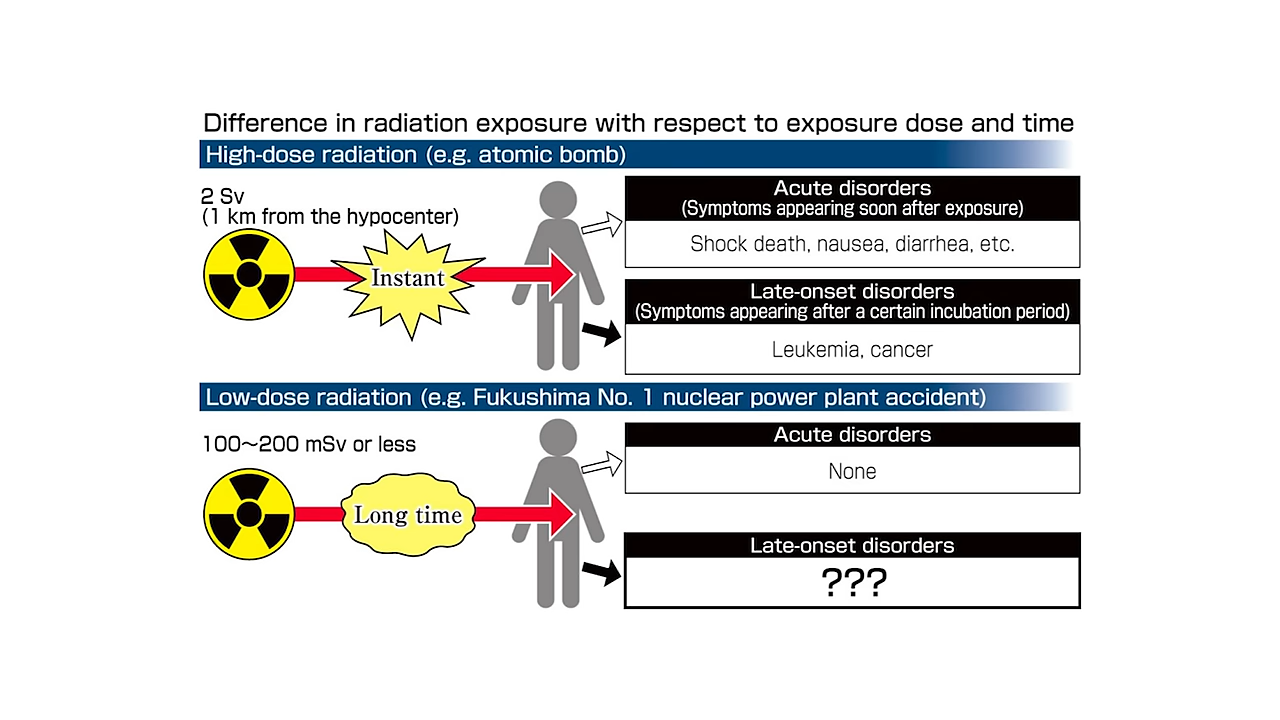 Difference in radiation exposure with respect to exposure dose and time
High-dose radiation (e.g. atomic bomb)
2 Sv
(1 km from the hypocenter)
Instant
Acute disorders
(Symptoms appearing soon after exposure)
Shock death, nausea, diarrhea, etc.
Late-onset disorders
(Symptoms appearing after a certain incubation period)
Leukemia, cancer
Low-dose radiation (e.g. Fukushima No. 1 nuclear power plant accident)
100~200 mSv or less
Long time
Acute disorders
None
Late-onset disorders
???